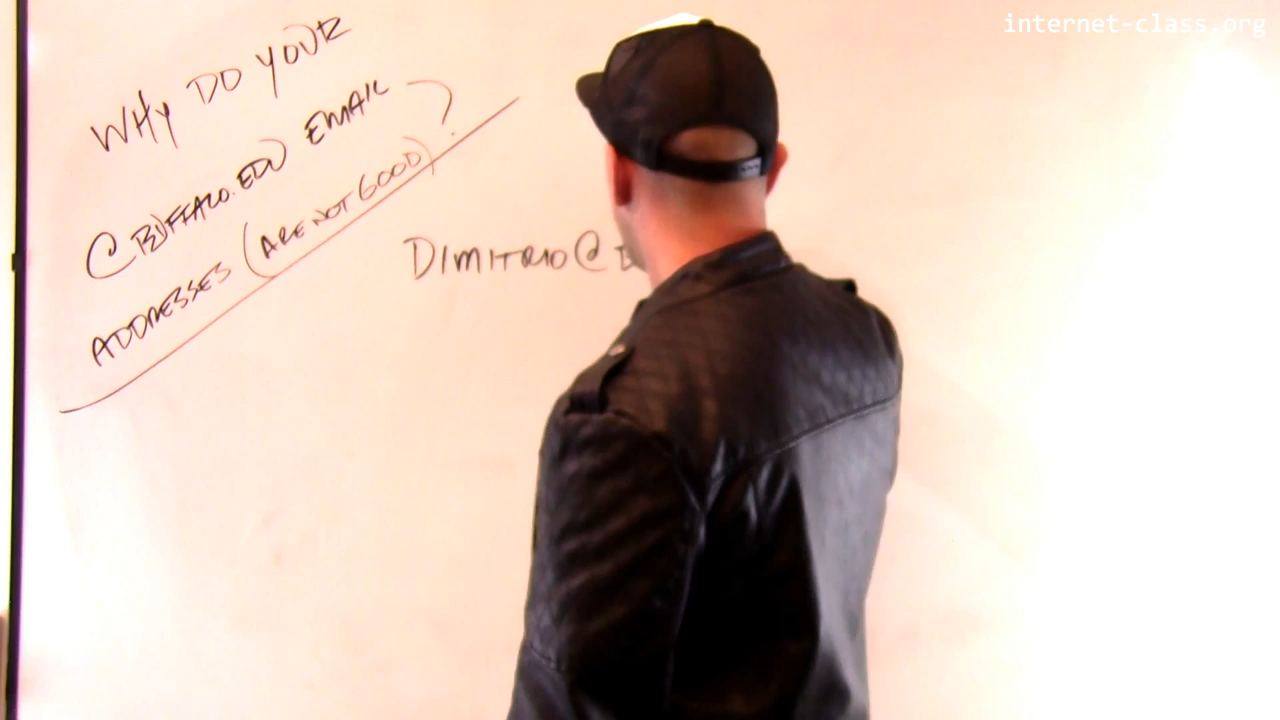 internet-class.org
WHY DO YOUR
@BUFFALO.EDU EMAIL
ADDRESSES (ARE NOT GOOD)?
DIMITRIO@